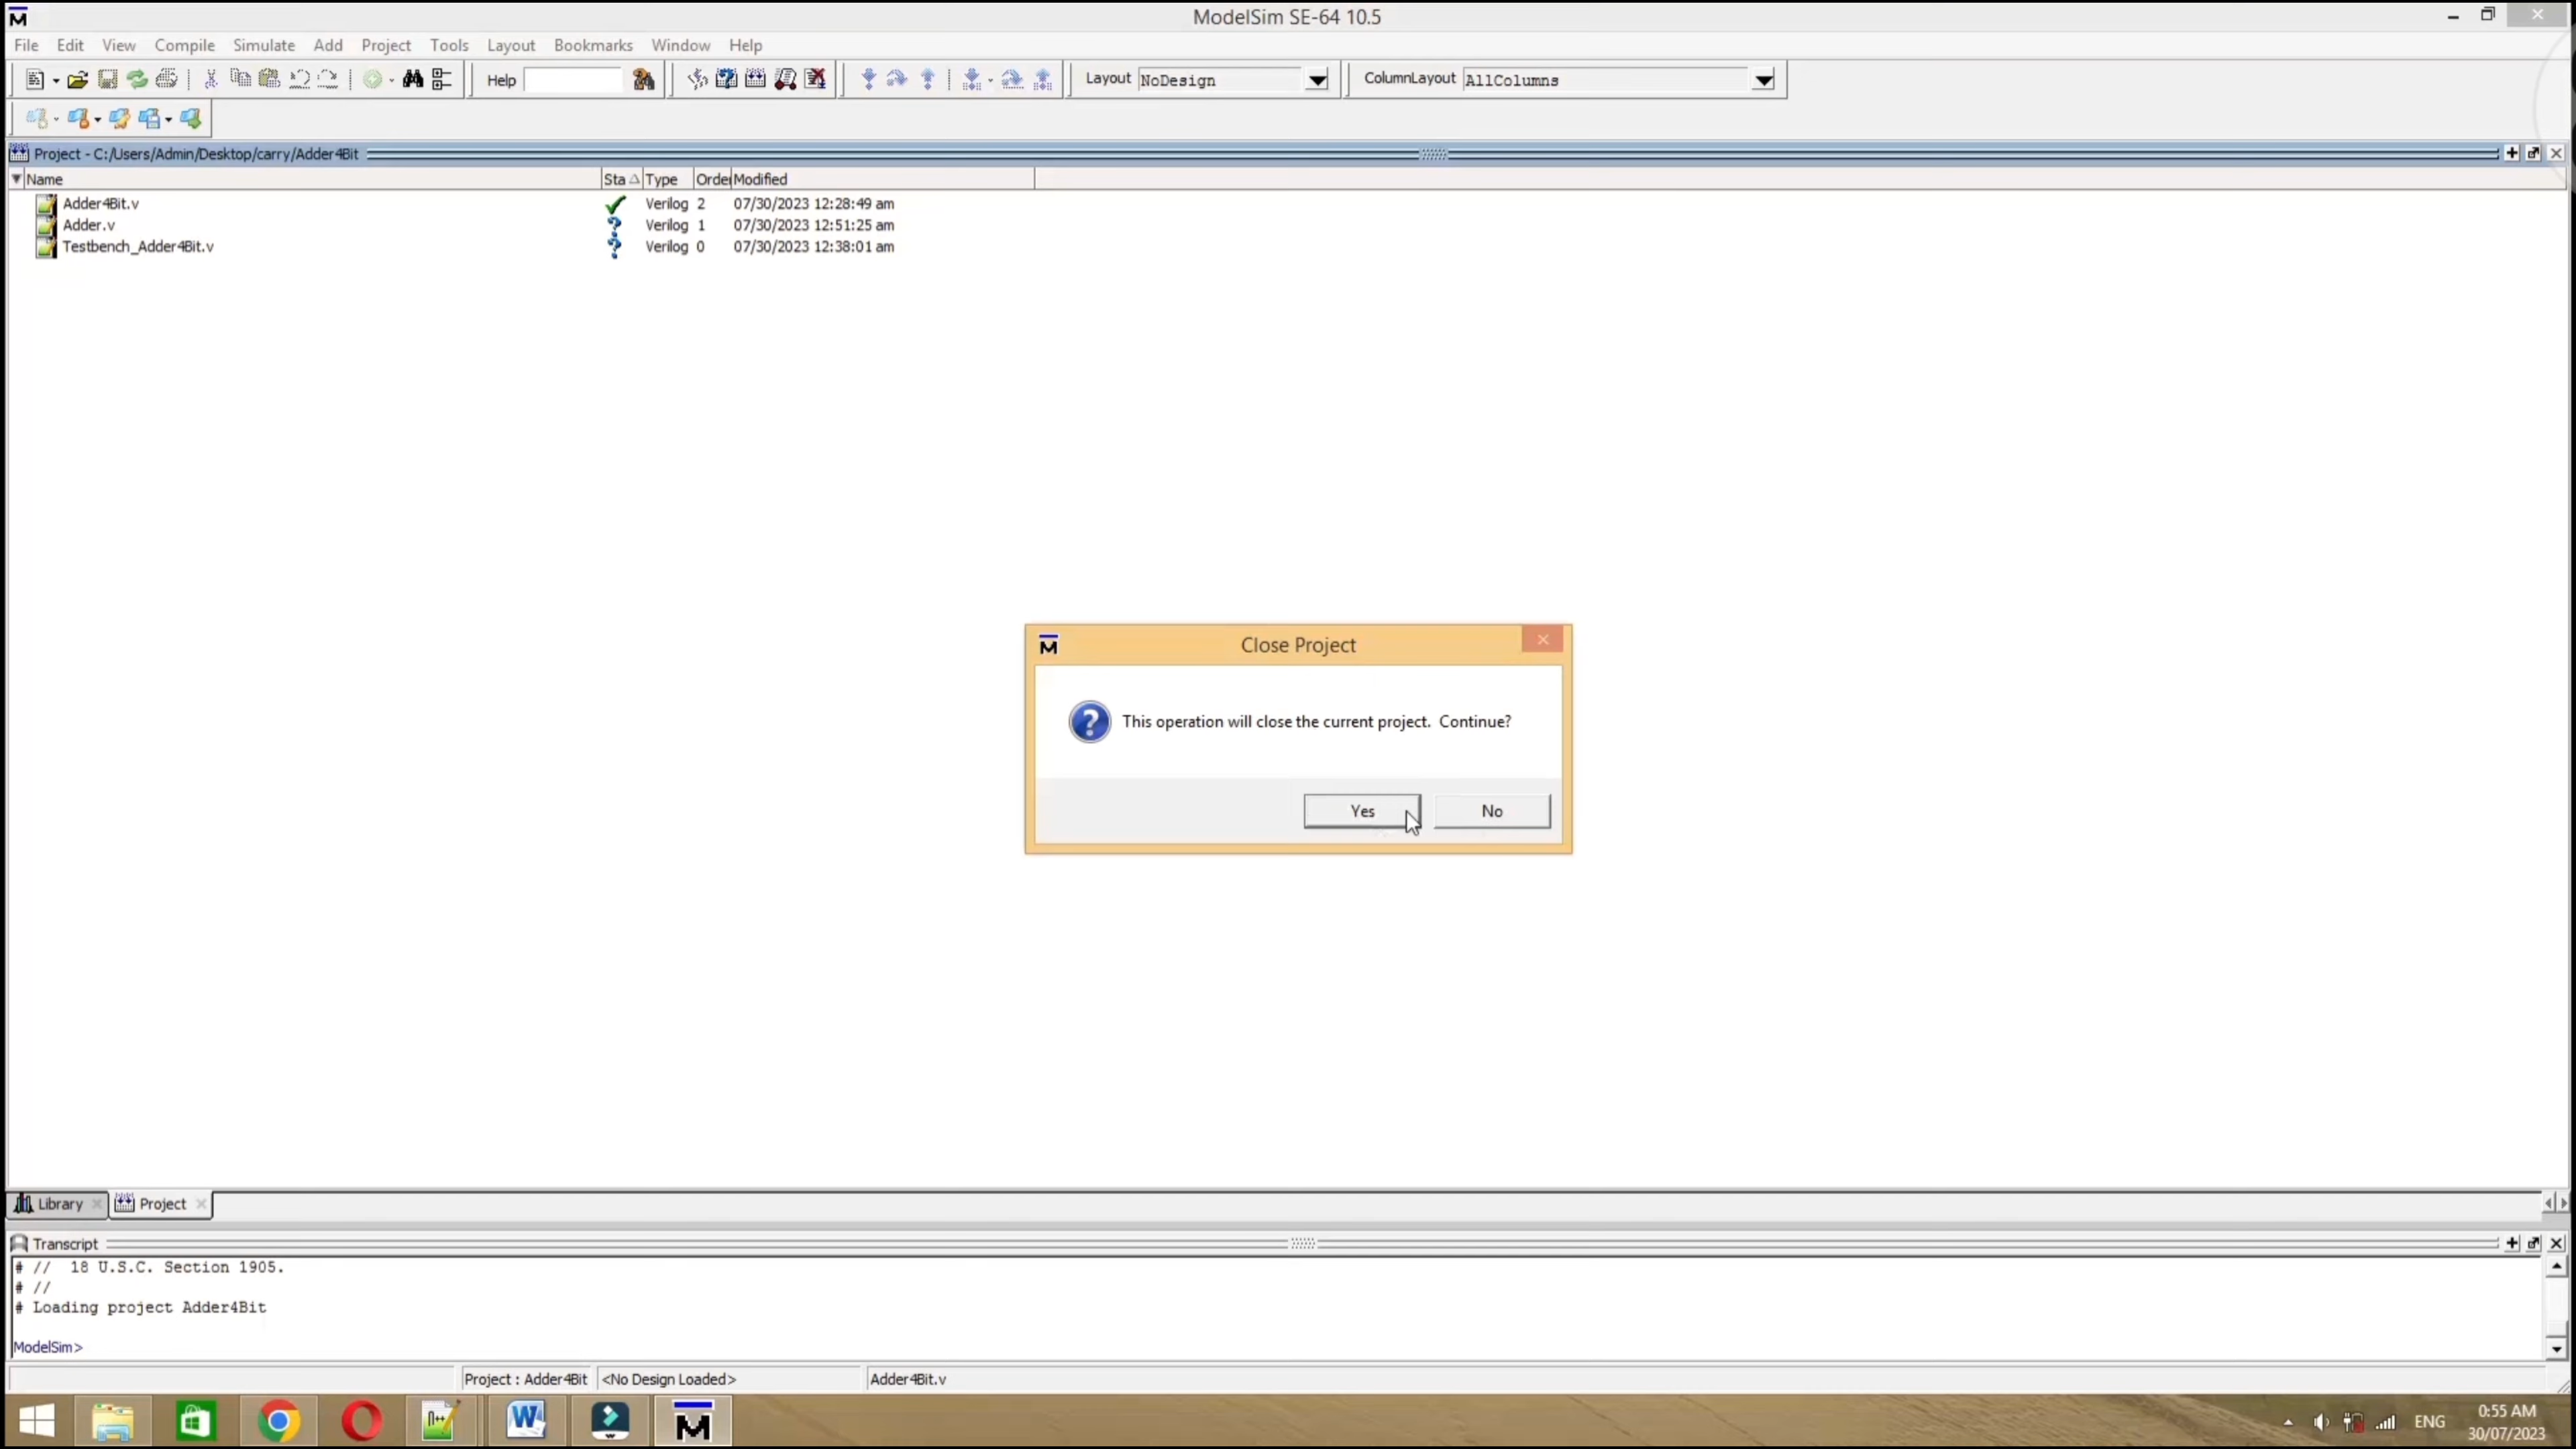 ModelSim SE-64 10.5
File Edit View Compile Simulate Add Project Tools Layout Bookmarks Window Help
Help
Layout NoDesign
ColumnLayout AllColumns
Project - C:/Users/Admin/Desktop/carry/Adder4Bit
Name Sta Type Order Modified
Adder4Bit.v Verilog 2 07/30/2023 12:28:49 am
Adder.v ? Verilog 1 07/30/2023 12:51:25 am
Testbench_Adder4Bit.v ? Verilog 0 07/30/2023 12:38:01 am
Close Project
This operation will close the current project. Continue?
Yes No
Library Project
Transcript
# // 18 U.S.C. Section 1905.
# //
# Loading project Adder4Bit
ModelSim>
Project : Adder4Bit <No Design Loaded> Adder4Bit.v
ENG
0:55 AM
30/07/2023